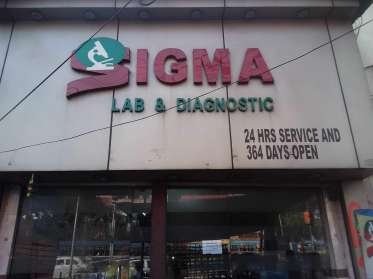 SIGMA
LAB & DIAGNOSTIC
24 HRS SERVICE AND
364 DAYS OPEN